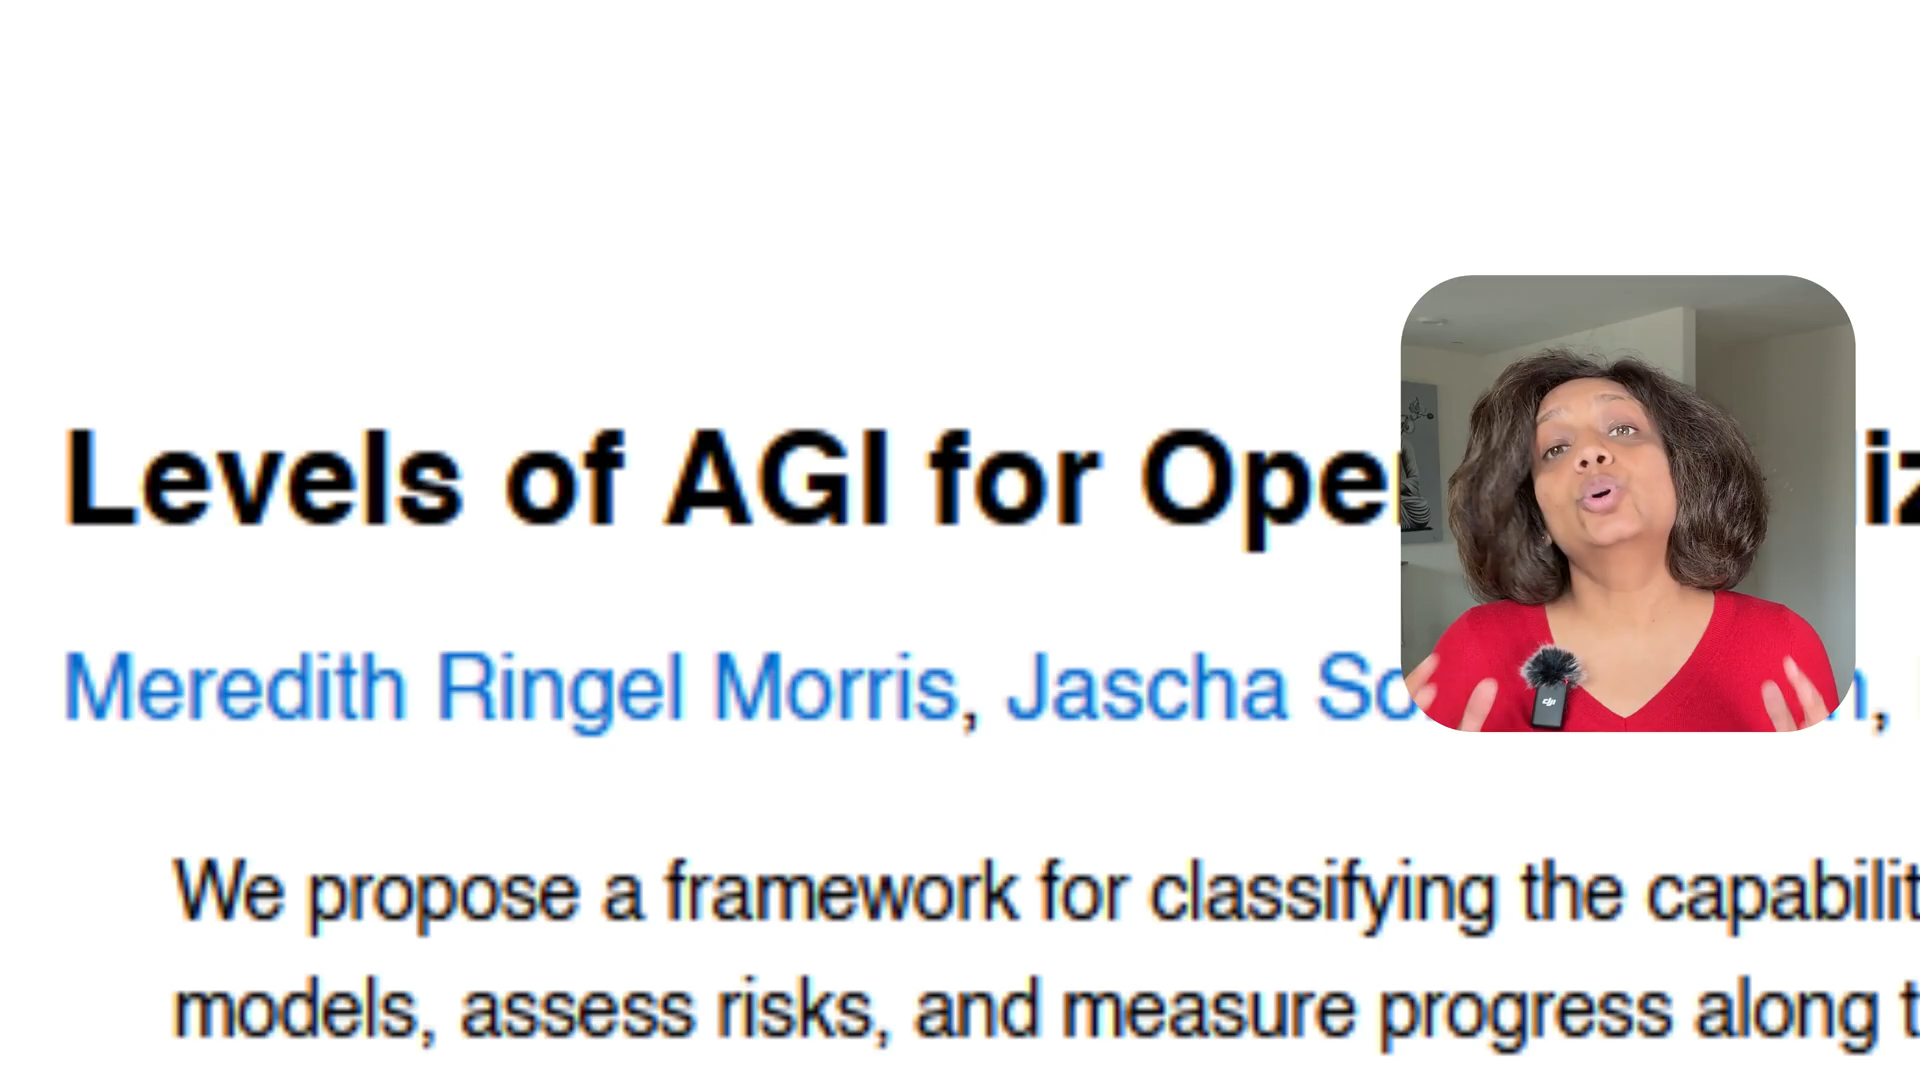 Levels of AGI for Ope
Meredith Ringel Morris, Jascha So
We propose a framework for classifying the capabilit
models, assess risks, and measure progress along t
dji